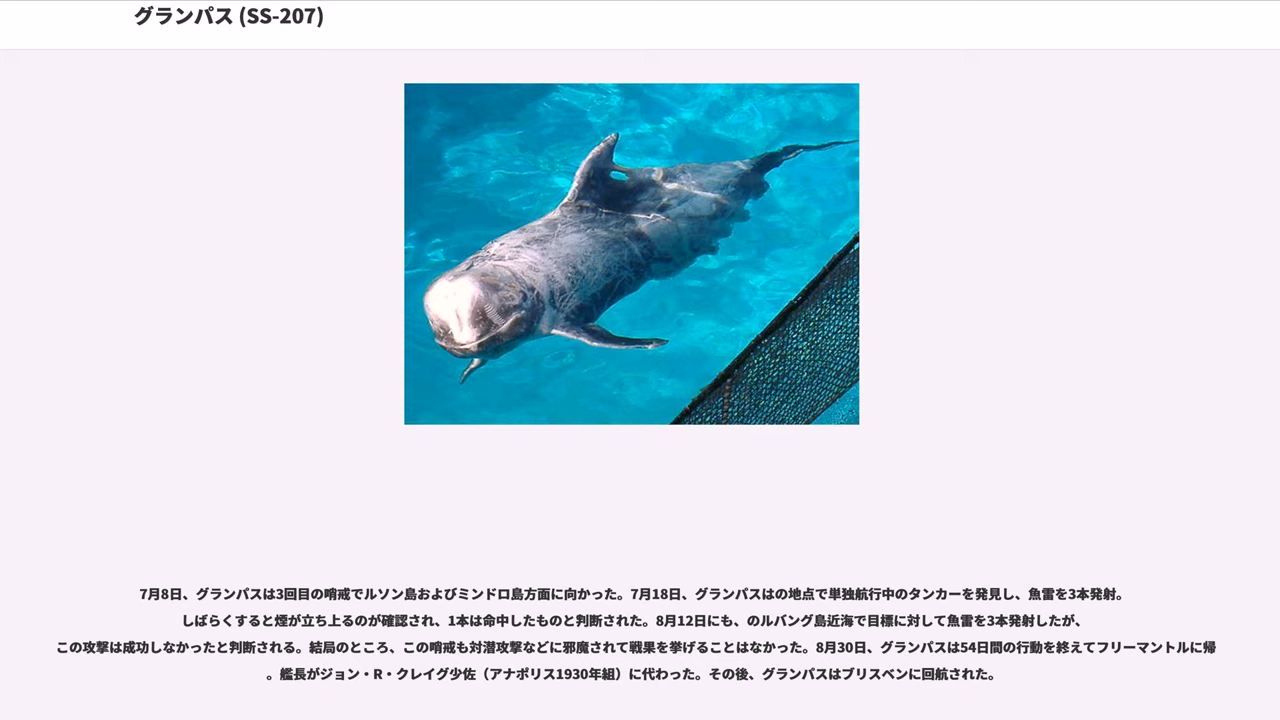 グランパス (SS-207)
7月8日、グランパスは3回目の哨戒でルソン島およびミンドロ島方面に向かった。7月18日、グランパスはの地点で単独航行中のタンカーを発見し、魚雷を3本発射。
しばらくすると煙が立ち上るのが確認され、1本は命中したものと判断された。8月12日にも、のルバング島近海で目標に対して魚雷を3本発射したが、
この攻撃は成功しなかったと判断される。結局のところ、この哨戒も対潜攻撃などに邪魔されて戦果を挙げることはなかった。8月30日、グランパスは54日間の行動を終えてフリーマントルに帰
。艦長がジョン・R・クレイグ少佐（アナポリス1930年組）に代わった。その後、グランパスはブリスベンに回航された。